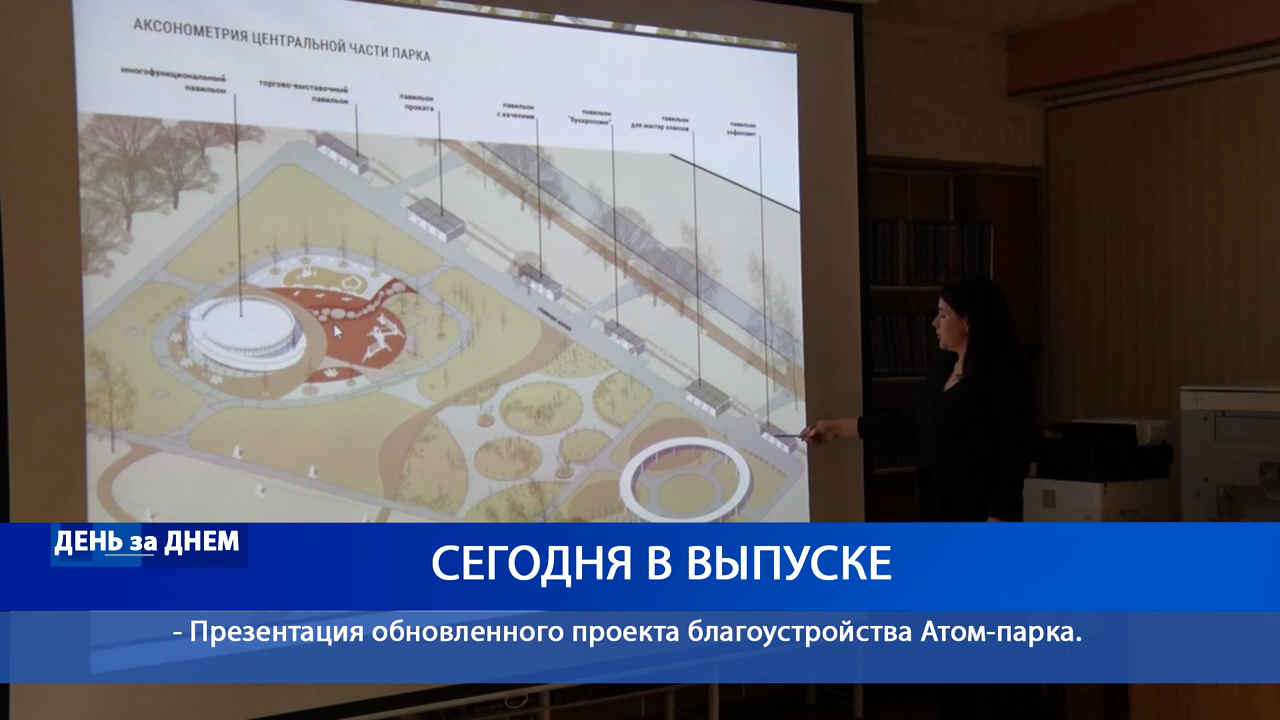 АКСОНОМЕТРИЯ ЦЕНТРАЛЬНОЙ ЧАСТИ ПАРКА
многофункциональный
павильон
торгово-выставочный
павильон
павильон
проката
павильон
с качелями
павильон
"буккроссинг"
павильон
для мастер классов
павильон
кофепоинт
ДЕНЬ за ДНЕМ
СЕГОДНЯ В ВЫПУСКЕ
- Презентация обновленного проекта благоустройства Атом-парка.